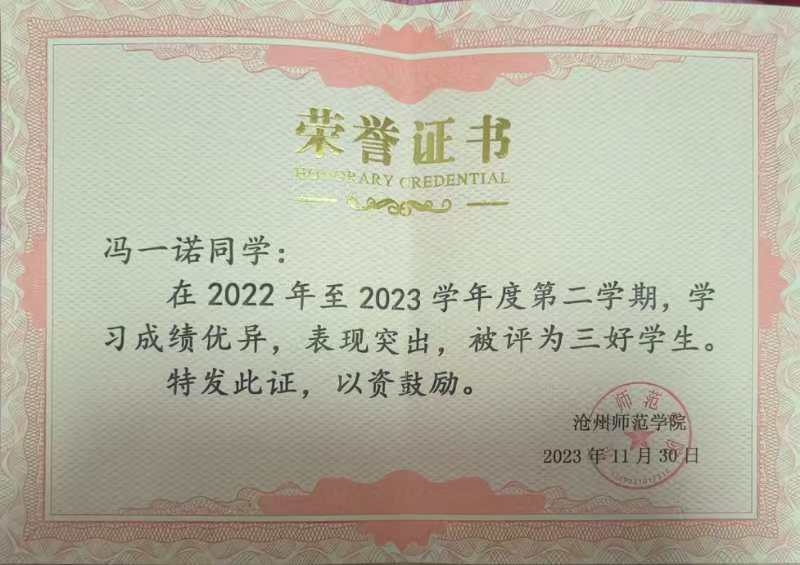 荣誉证书
HONORARY CREDENTIAL
冯一诺同学：
在2022年至2023学年度第二学期，学
习成绩优异，表现突出，被评为三好学生。
特发此证，以资鼓励。
沧州师范学院
2023年11月30日